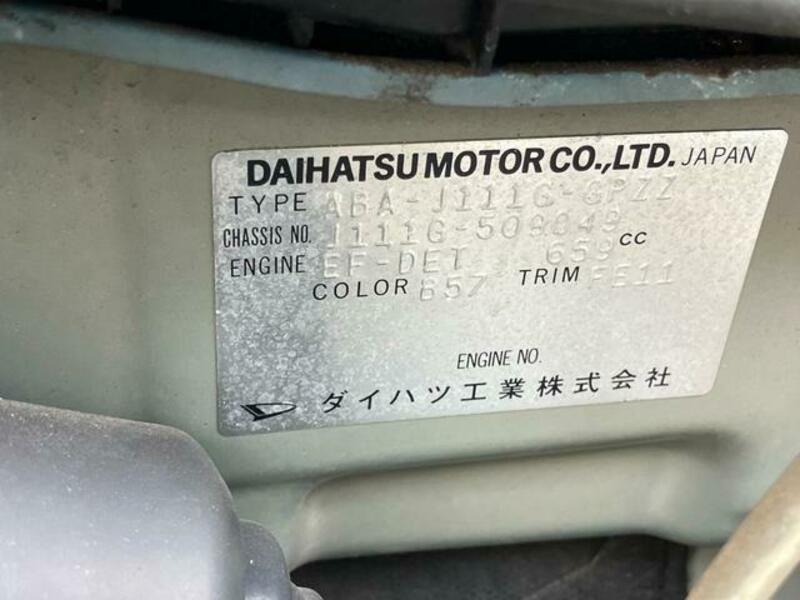 DAIHATSU MOTOR CO.,LTD. JAPAN
TYPE ABA-J111G-GPZZ
CHASSIS NO. J111G-509849
ENGINE EF-DET 659 CC
COLOR B57 TRIM FE11
ENGINE NO.
ダイハツ工業株式会社